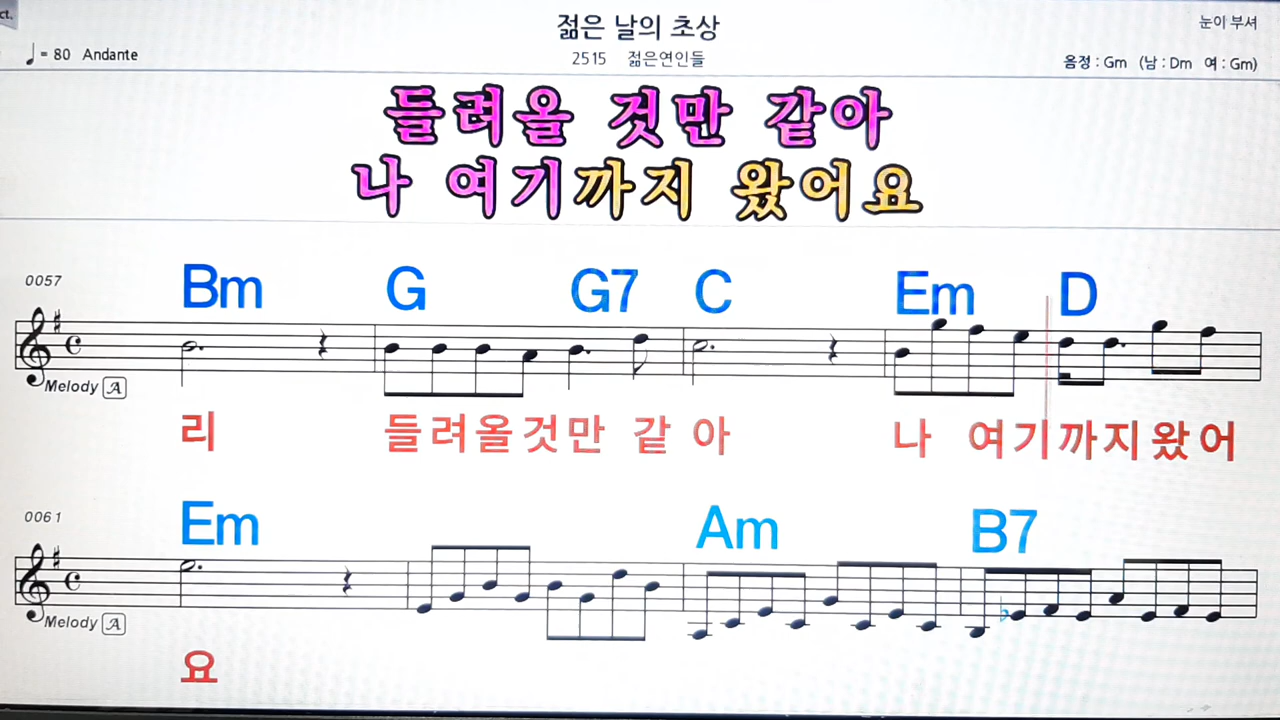 ct.
젊은 날의 초상
눈이 부셔
♩ = 80 Andante
2515 젊은연인들
음정 : Gm (남 : Dm 여 : Gm)
들려올 것만 같아
나 여기까지 왔어요
0057
Bm G G7 C Em D
Melody A
리 들려올것만 같 아 나 여기까지왔어
0061
Em Am B7
Melody A
요